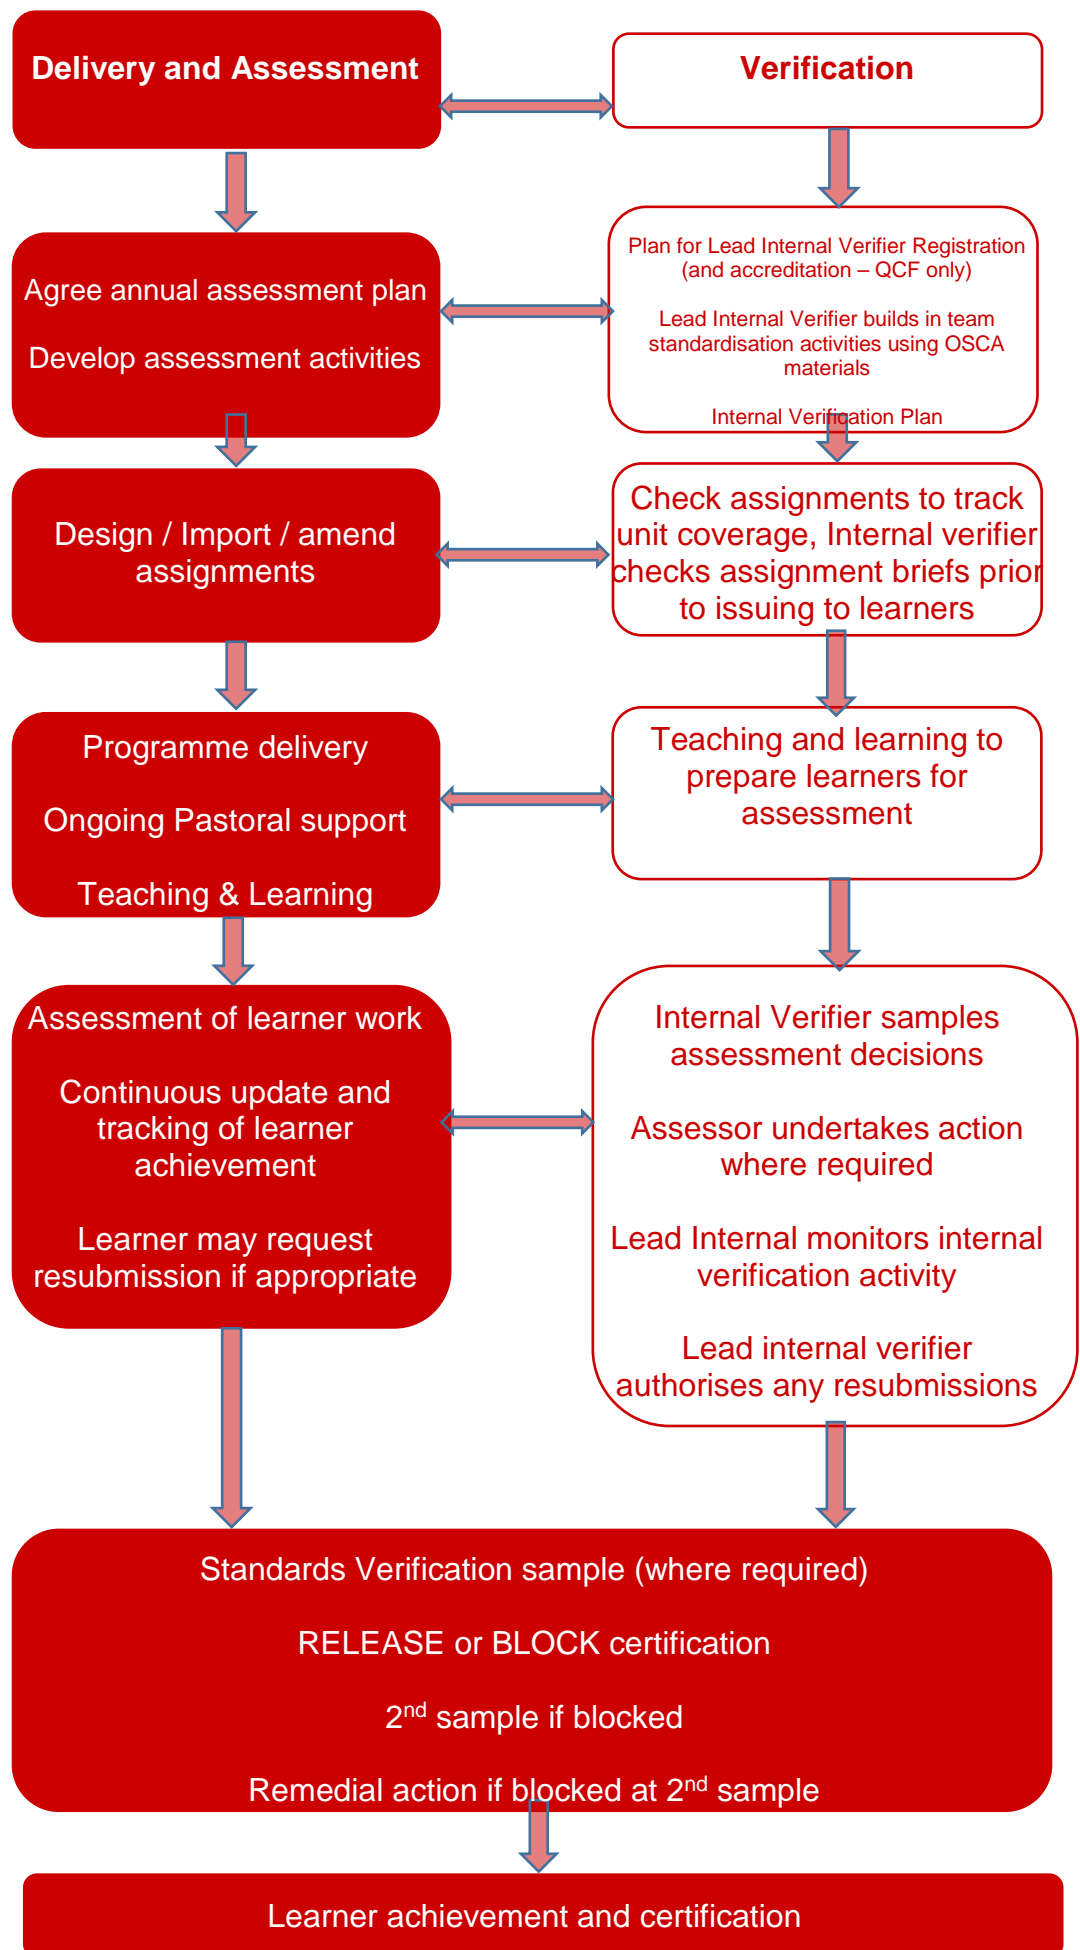 Delivery and Assessment
Verification
Agree annual assessment plan
Develop assessment activities
Plan for Lead Internal Verifier Registration
(and accreditation – QCF only)
Lead Internal Verifier builds in team
standardisation activities using OSCA
materials
Internal Verification Plan
Design / Import / amend
assignments
Check assignments to track
unit coverage, Internal verifier
checks assignment briefs prior
to issuing to learners
Programme delivery
Ongoing Pastoral support
Teaching & Learning
Teaching and learning to
prepare learners for
assessment
Assessment of learner work
Continuous update and
tracking of learner
achievement
Learner may request
resubmission if appropriate
Internal Verifier samples
assessment decisions
Assessor undertakes action
where required
Lead Internal monitors internal
verification activity
Lead internal verifier
authorises any resubmissions
Standards Verification sample (where required)
RELEASE or BLOCK certification
2nd sample if blocked
Remedial action if blocked at 2nd sample
Learner achievement and certification